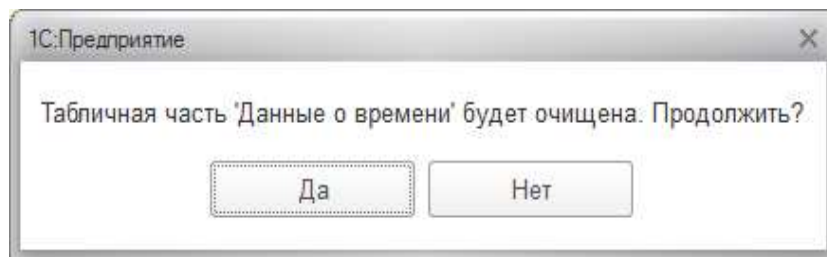 1С:Предприятие
Табличная часть 'Данные о времени' будет очищена. Продолжить?
Да
Нет